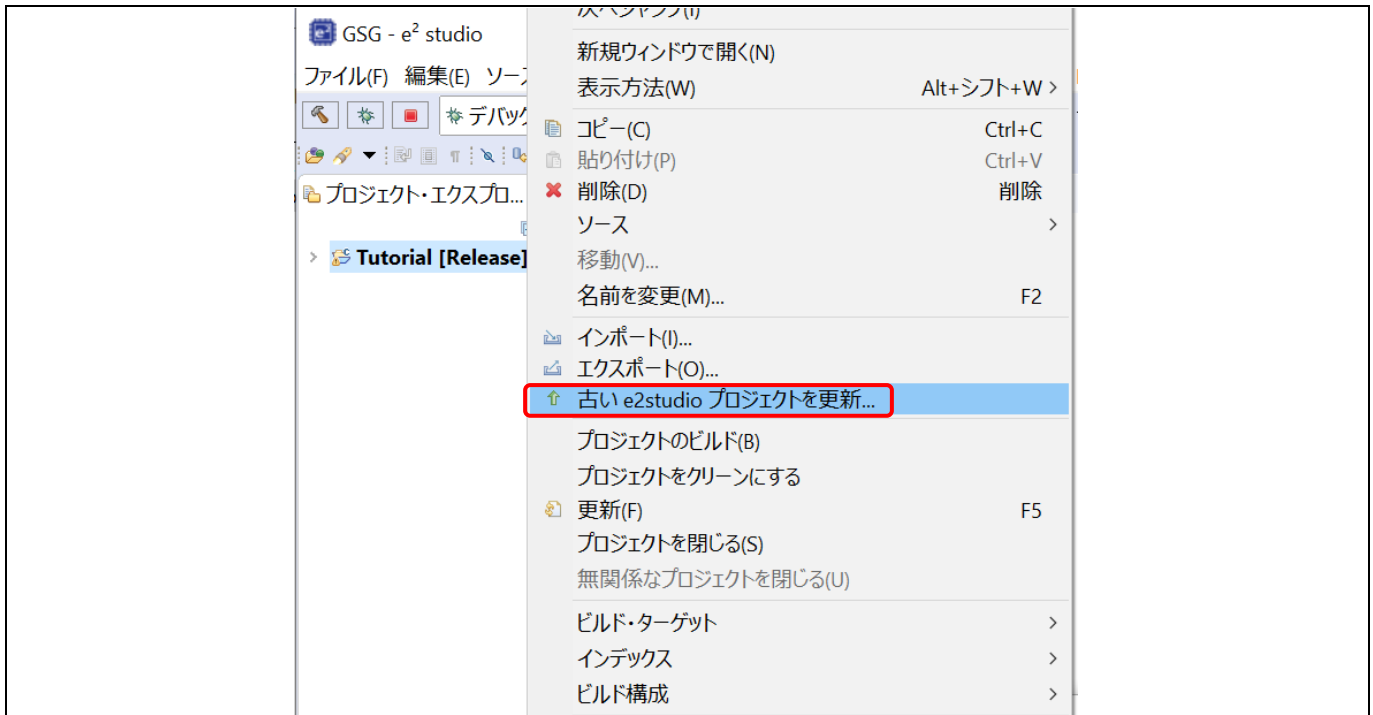 GSG - e² studio
ファイル(F) 編集(E) ソー
デバッグ
プロジェクト・エクスプロ...
Tutorial [Release]
次へジャンプ(I)
新規ウィンドウで開く(N)
表示方法(W) Alt+シフト+W >
コピー(C) Ctrl+C
貼り付け(P) Ctrl+V
削除(D) 削除
ソース >
移動(V)...
名前を変更(M)... F2
インポート(I)...
エクスポート(O)...
古い e2studio プロジェクトを更新...
プロジェクトのビルド(B)
プロジェクトをクリーンにする
更新(F) F5
プロジェクトを閉じる(S)
無関係なプロジェクトを閉じる(U)
ビルド・ターゲット >
インデックス >
ビルド構成 >